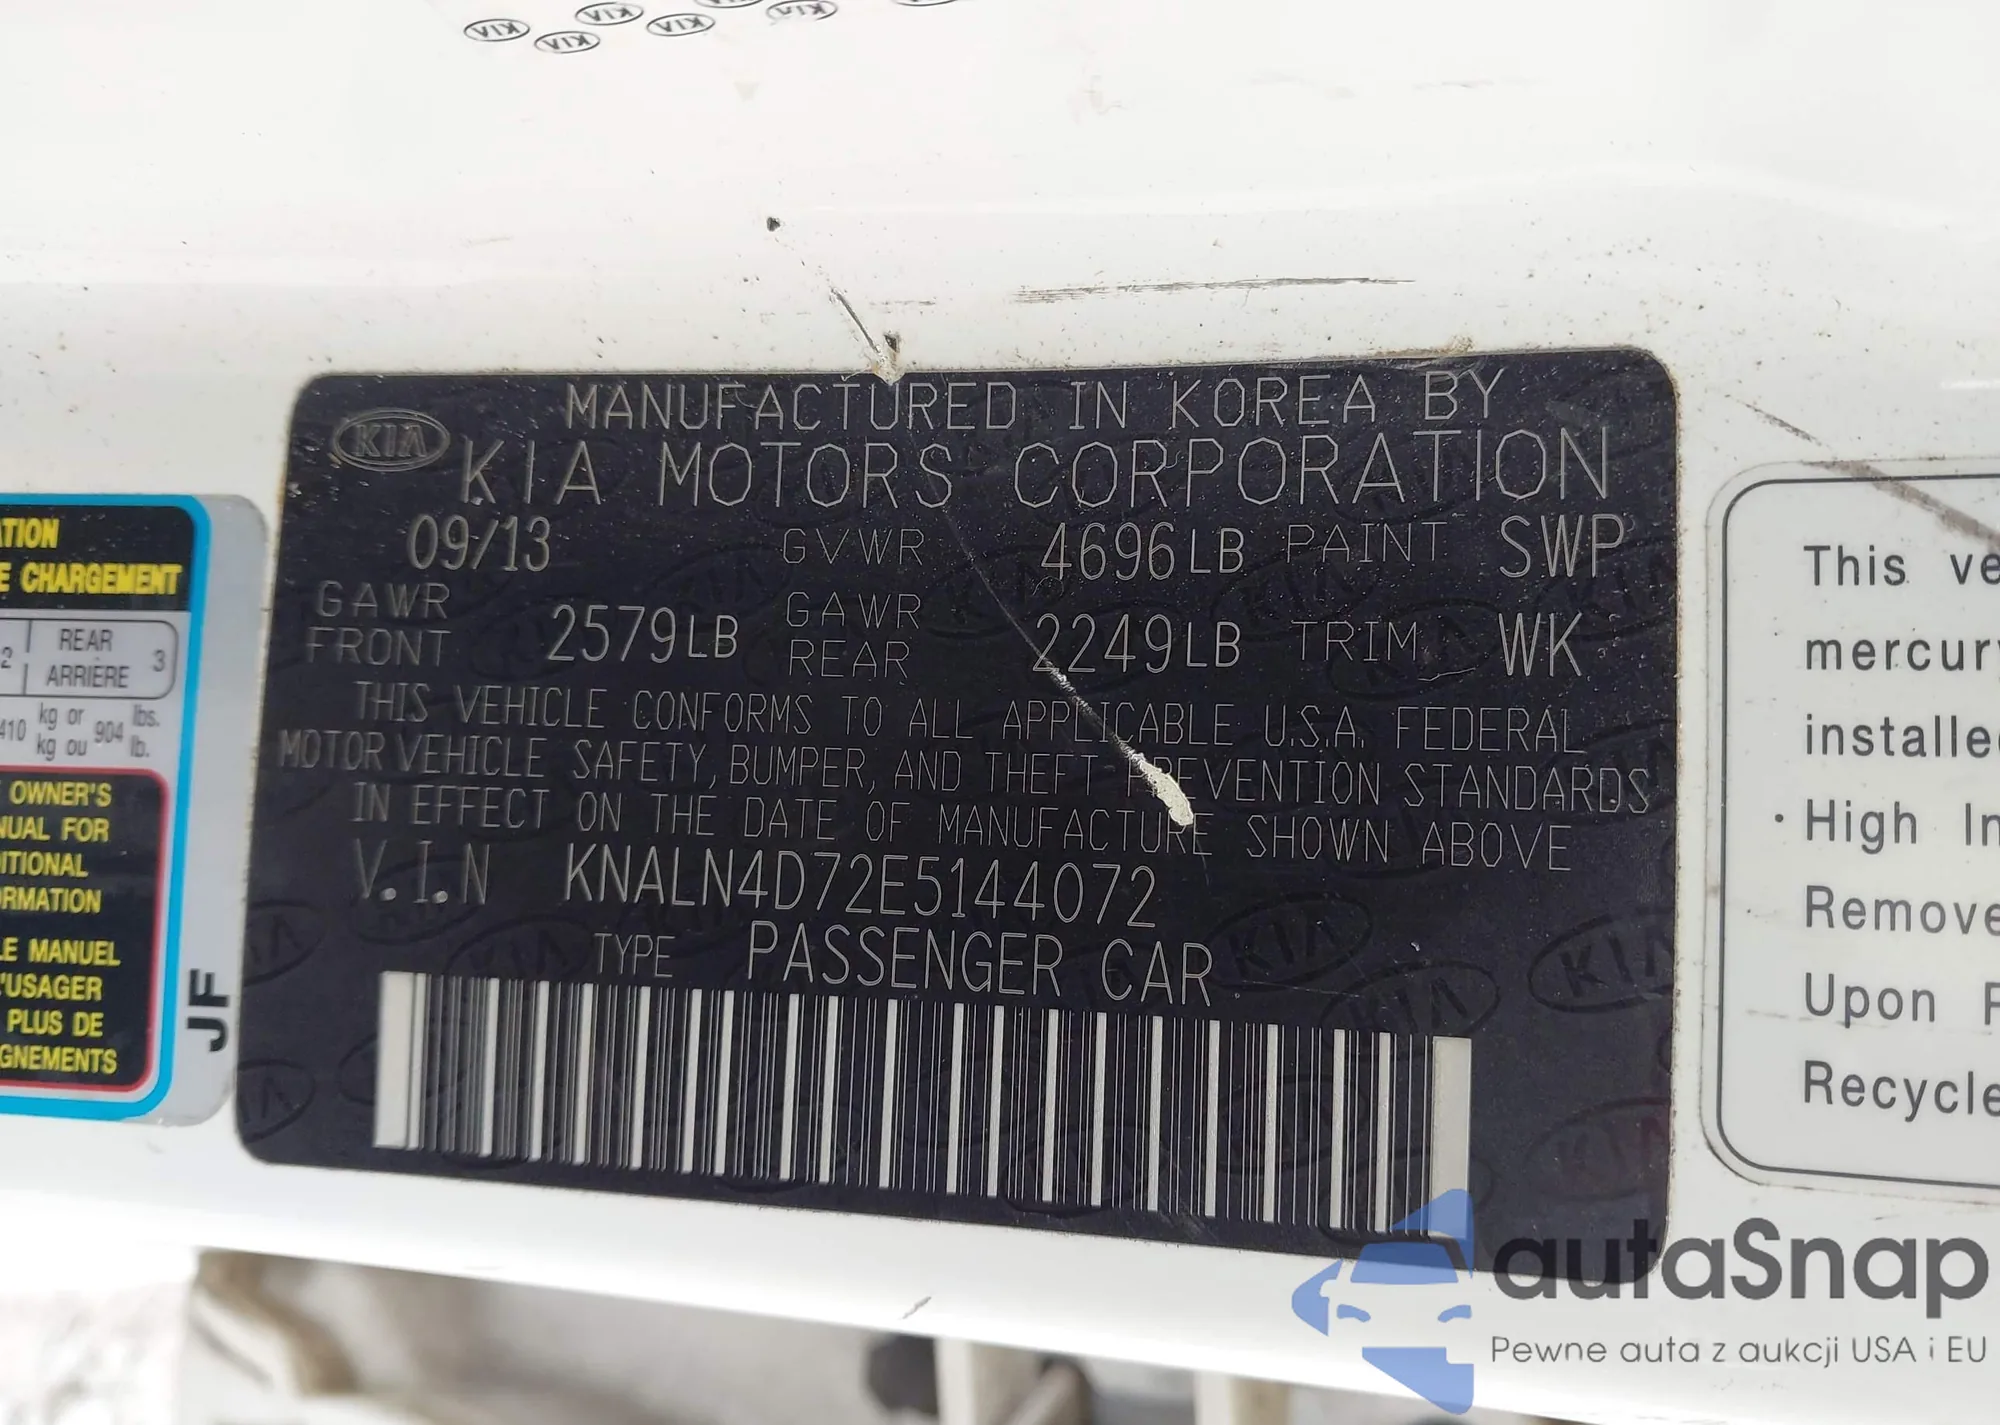 KIA KIA KIA KIA KIA
MANUFACTURED IN KOREA BY
KIA
KIA MOTORS CORPORATION
09/13 GVWR 4696LB PAINT SWP
GAWR FRONT 2579LB GAWR REAR 2249LB TRIM WK
THIS VEHICLE CONFORMS TO ALL APPLICABLE U.S.A. FEDERAL
MOTOR VEHICLE SAFETY, BUMPER, AND THEFT PREVENTION STANDARDS
IN EFFECT ON THE DATE OF MANUFACTURE SHOWN ABOVE
V.I.N KNALN4D72E5144072
TYPE PASSENGER CAR
ATION
E CHARGEMENT
2 REAR ARRIÈRE 3
410 kg or 904 lbs.
kg ou lb.
OWNER'S
NUAL FOR
DITIONAL
ORMATION
LE MANUEL
L'USAGER
PLUS DE
GNEMENTS
JF
This ve
mercury
installe
· High In
Remove
Upon
Recycle
autaSnap
Pewne auta z aukcji USA i EU